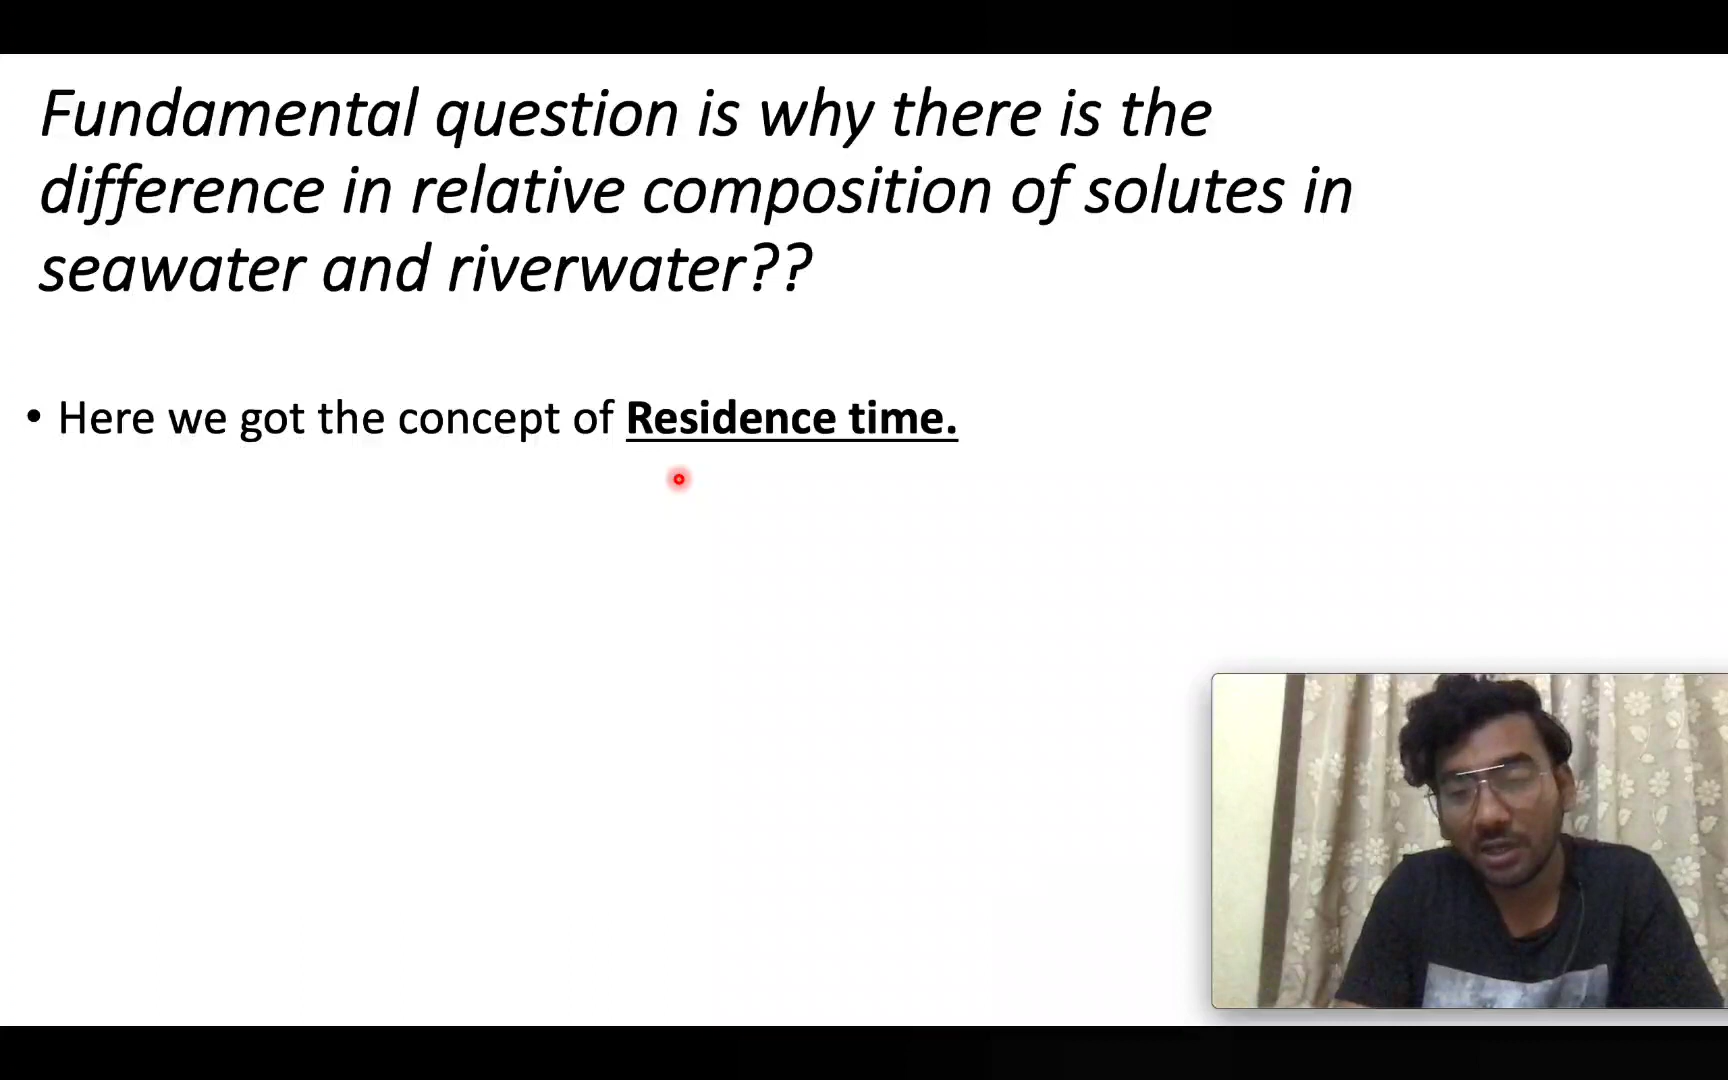 Fundamental question is why there is the
difference in relative composition of solutes in
seawater and riverwater??
• Here we got the concept of Residence time.